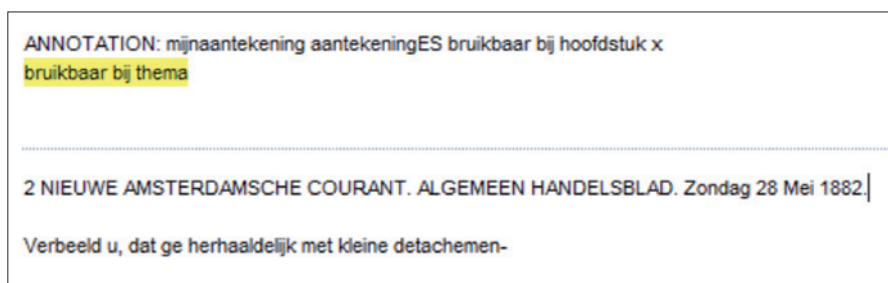 ANNOTATION: mijnaantekening aantekeningES bruikbaar bij hoofdstuk x
bruikbaar bij thema
2 NIEUWE AMSTERDAMSCHE COURANT. ALGEMEEN HANDELSBLAD. Zondag 28 Mei 1882.
Verbeeld u, dat ge herhaaldelijk met kleine detachemen-